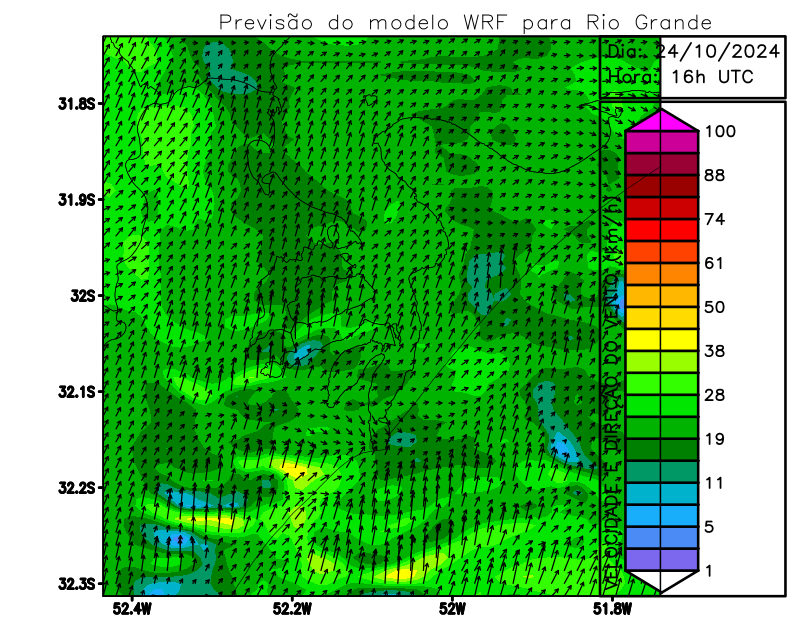 Previsão do modelo WRF para Rio Grande
Dia: 24/10/2024
Hora: 16h UTC
31.8S
31.9S
32S
32.1S
32.2S
32.3S
52.4W
52.2W
52W
51.8W
VELOCIDADE E DIREÇÃO DO VENTO (km/h)
100
88
74
61
50
38
28
19
11
5
1